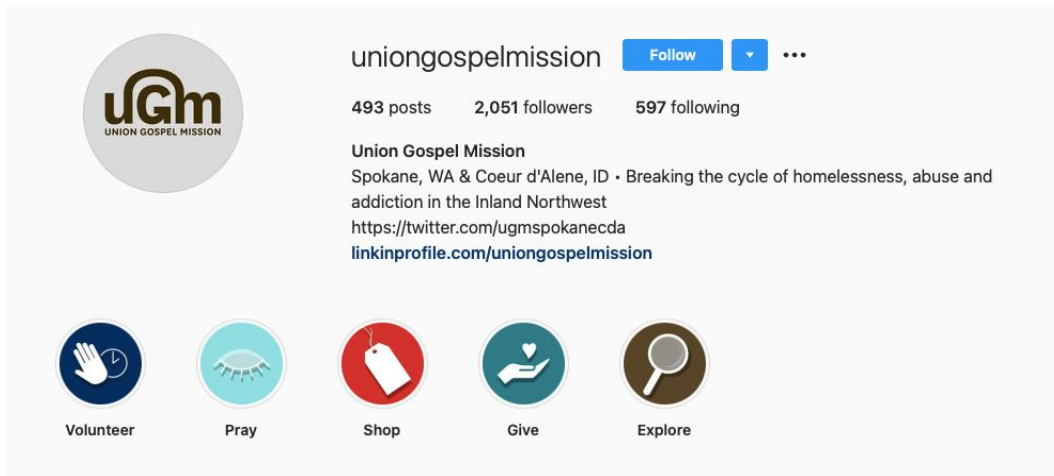 uGm
UNION GOSPEL MISSION
uniongospelmission Follow
493 posts 2,051 followers 597 following
Union Gospel Mission
Spokane, WA & Coeur d'Alene, ID • Breaking the cycle of homelessness, abuse and
addiction in the Inland Northwest
https://twitter.com/ugmspokanecda
linkinprofile.com/uniongospelmission
Volunteer Pray Shop Give Explore